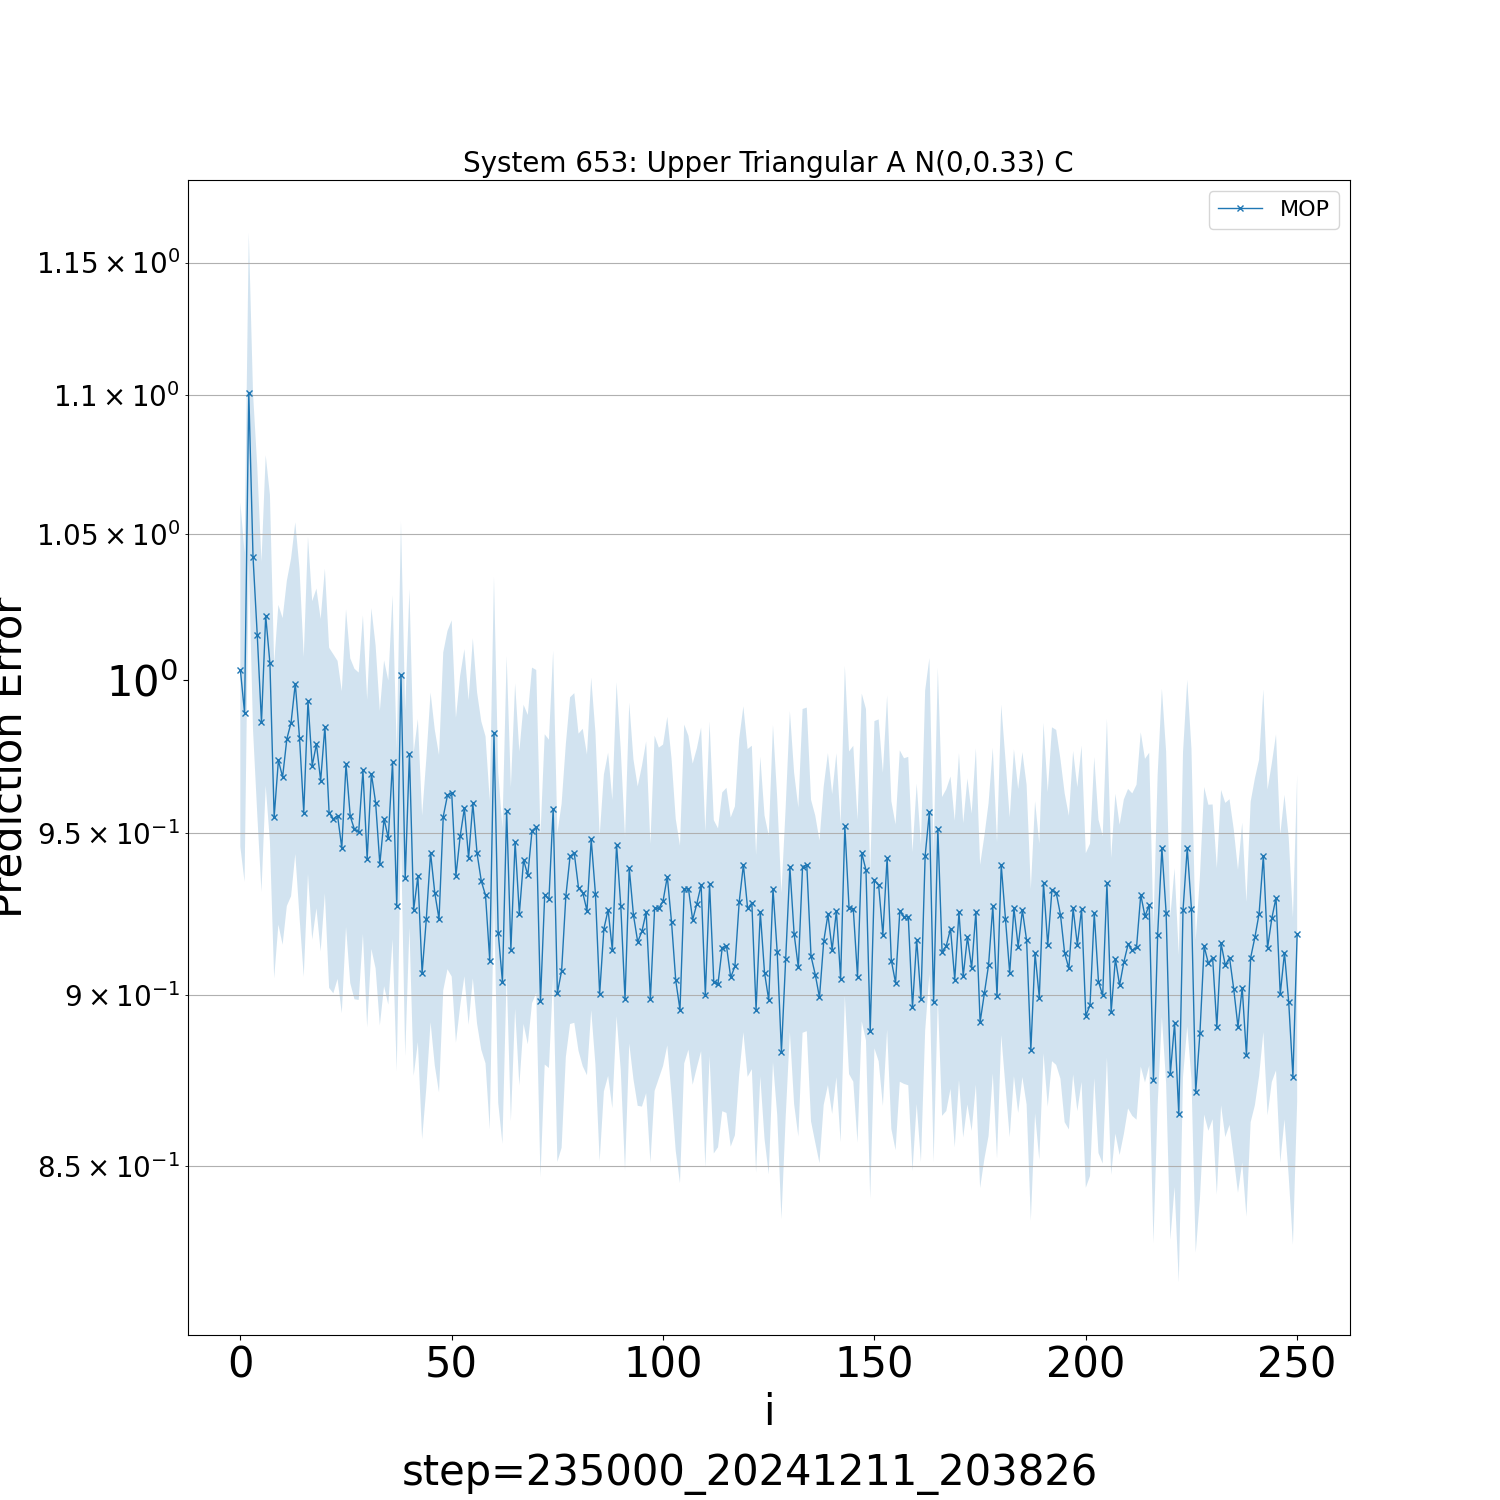 System 653: Upper Triangular A N(0,0.33) C
MOP
1.15 × 10⁰
1.1 × 10⁰
1.05 × 10⁰
10⁰
9.5 × 10⁻¹
9 × 10⁻¹
8.5 × 10⁻¹
Prediction Error
0 50 100 150 200 250
i
step=235000_20241211_203826